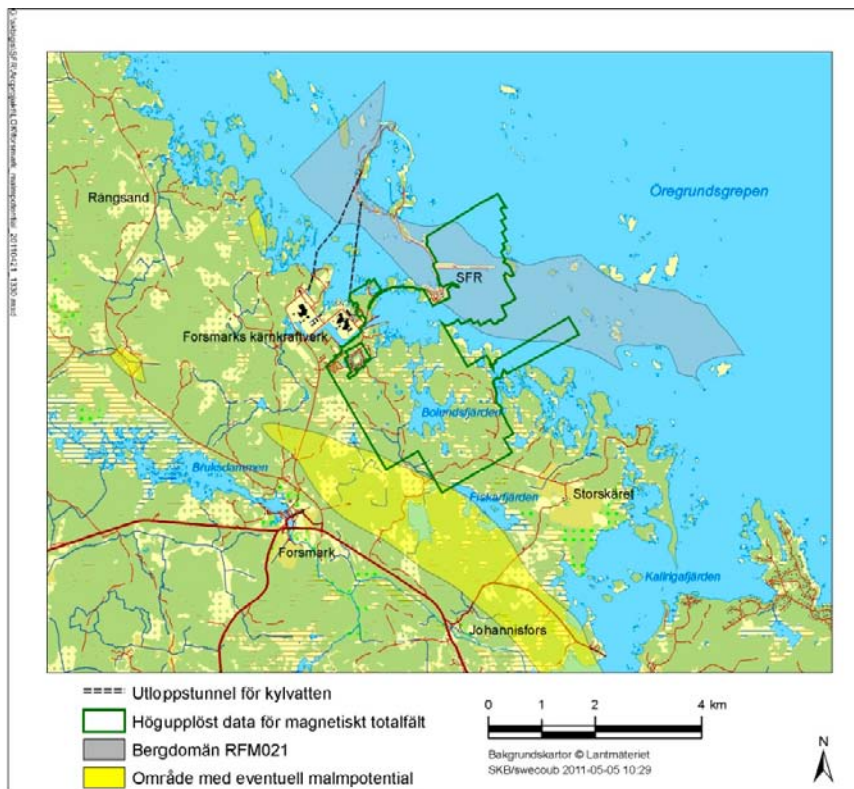 Öregrundsgrepen
Rångsand
SFR
Forsmarks kärnkraftverk
Bolundsfjärden
Bruksdammen
Fiskarfjärden
Storskäret
Forsmark
Kallrigafjärden
Johannisfors
Utloppstunnel för kylvatten
Högupplöst data för magnetiskt totalfält
Bergdomän RFM021
Område med eventuell malmpotential
0 1 2 4 km
Bakgrundskartor © Lantmäteriet
SKB/swecoub 2011-05-05 10:29
N